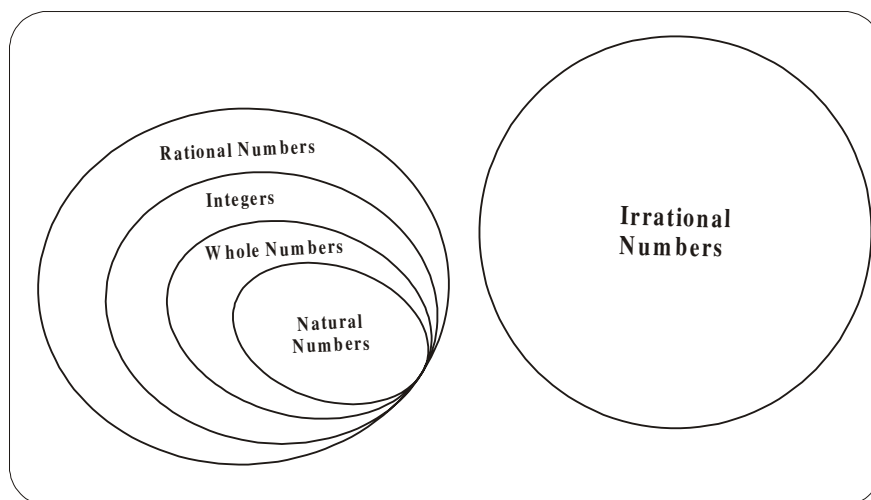 Rational Numbers
Integers
Whole Numbers
Natural
Numbers
Irrational
Numbers